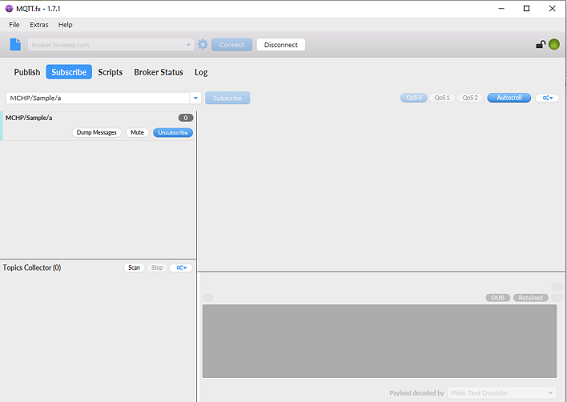 MQTT.fx - 1.7.1
File Extras Help
broker.hivemq.com Connect Disconnect
Publish Subscribe Scripts Broker Status Log
MCHP/Sample/a Subscribe QoS 0 QoS 1 QoS 2 Autoscroll
MCHP/Sample/a 0
Dump Messages Mute Unsubscribe
Topics Collector (0) Scan Stop
DUB Retained
Payload decoded by Plain Text Decoder